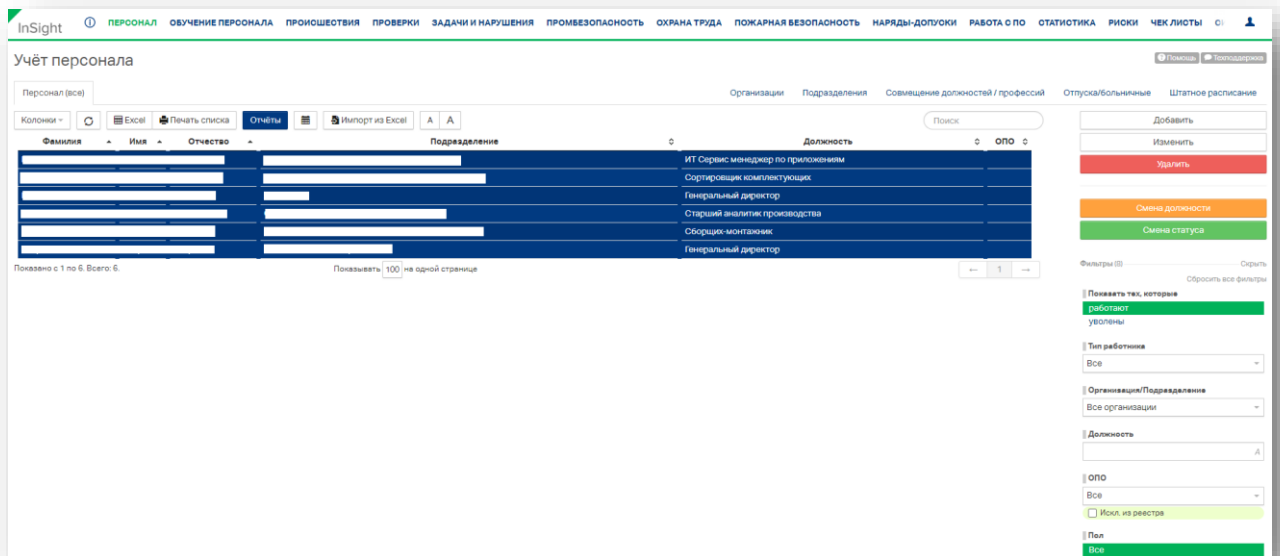 InSight
ПЕРСОНАЛ ОБУЧЕНИЕ ПЕРСОНАЛА ПРОИСШЕСТВИЯ ПРОВЕРКИ ЗАДАЧИ И НАРУШЕНИЯ ПРОМБЕЗОПАСНОСТЬ ОХРАНА ТРУДА ПОЖАРНАЯ БЕЗОПАСНОСТЬ НАРЯДЫ-ДОПУСКИ РАБОТА С ПО СТАТИСТИКА РИСКИ ЧЕК ЛИСТЫ
Учёт персонала
Помощь Техподдержка
Персонал (все) Организации Подразделения Совмещение должностей / профессий Отпуска/больничные Штатное расписание
Колонки Excel Печать списка Отчёты Импорт из Excel A A Поиск
Добавить
Фамилия Имя Отчество Подразделение Должность ОПО
Изменить
ИТ Сервис менеджер по приложениям
Удалить
Сортировщик комплектующих
Генеральный директор
Старший аналитик производства
Смена должности
Сборщик-монтажник
Смена статуса
Генеральный директор
Показано с 1 по 6. Всего: 6. Показывать 100 на одной странице ← 1 →
Фильтры (0) Скрыть
Сбросить все фильтры
Показать тех, которые
работают
уволены
Тип работника
Все
Организация/Подразделение
Все организации
Должность
A
ОПО
Все
Искл. из реестра
Пол
Все